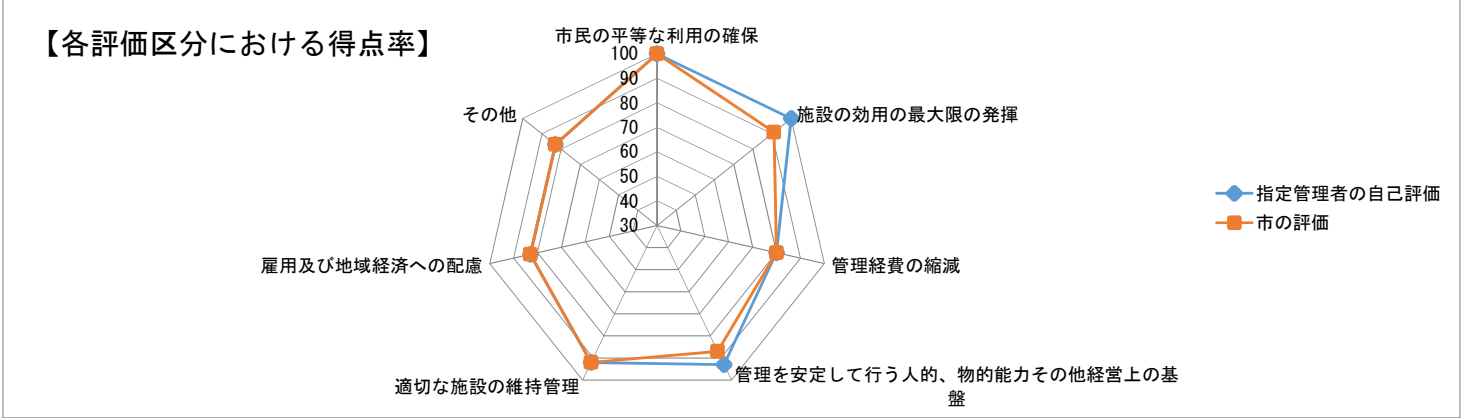 【各評価区分における得点率】
市民の平等な利用の確保
施設の効用の最大限の発揮
管理経費の縮減
管理を安定して行う人的、物的能力その他経営上の基
盤
適切な施設の維持管理
雇用及び地域経済への配慮
その他
100
90
80
70
60
50
40
30
指定管理者の自己評価
市の評価